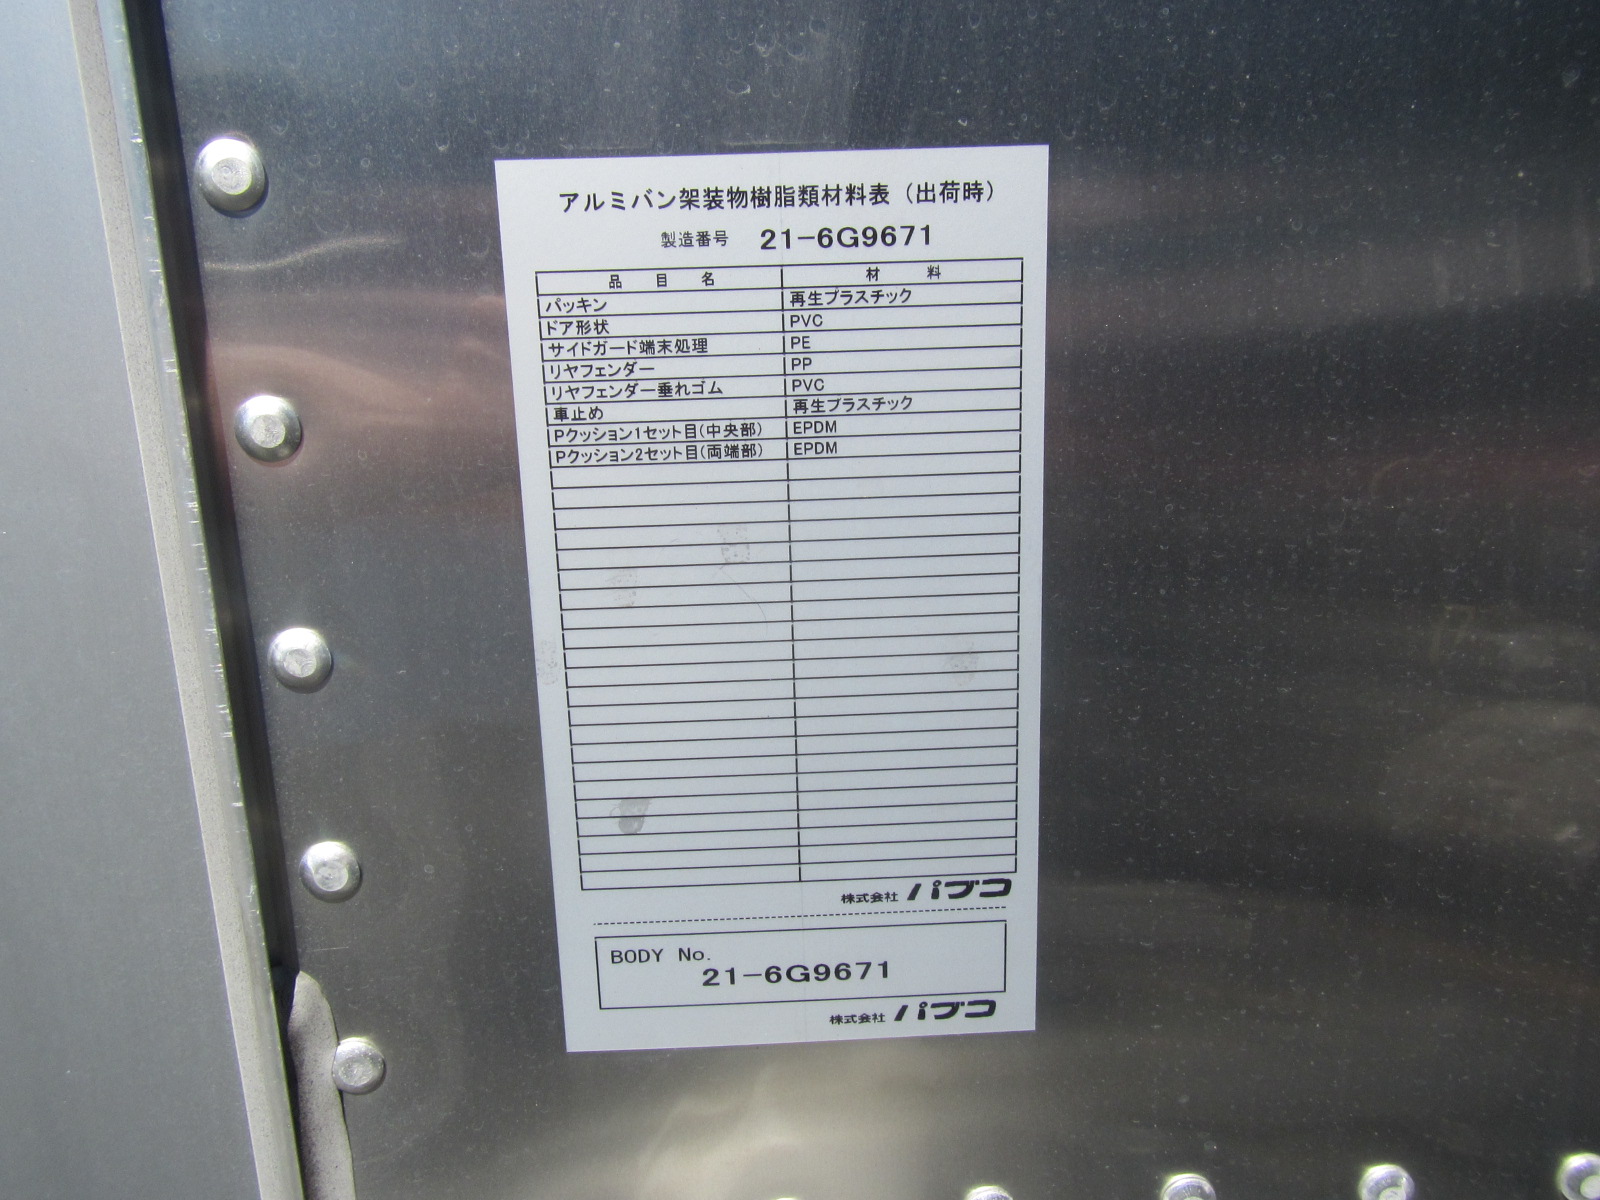 アルミバン架装物樹脂類材料表（出荷時）
製造番号 21-6G9671
品目名 材料
パッキン 再生プラスチック
ドア形状 PVC
サイドガード端末処理 PE
リヤフェンダー PP
リヤフェンダー垂れゴム PVC
車止め 再生プラスチック
Pクッション1セット目(中央部) EPDM
Pクッション2セット目(両端部) EPDM
株式会社 パブコ
BODY No.
21-6G9671
株式会社 パブコ